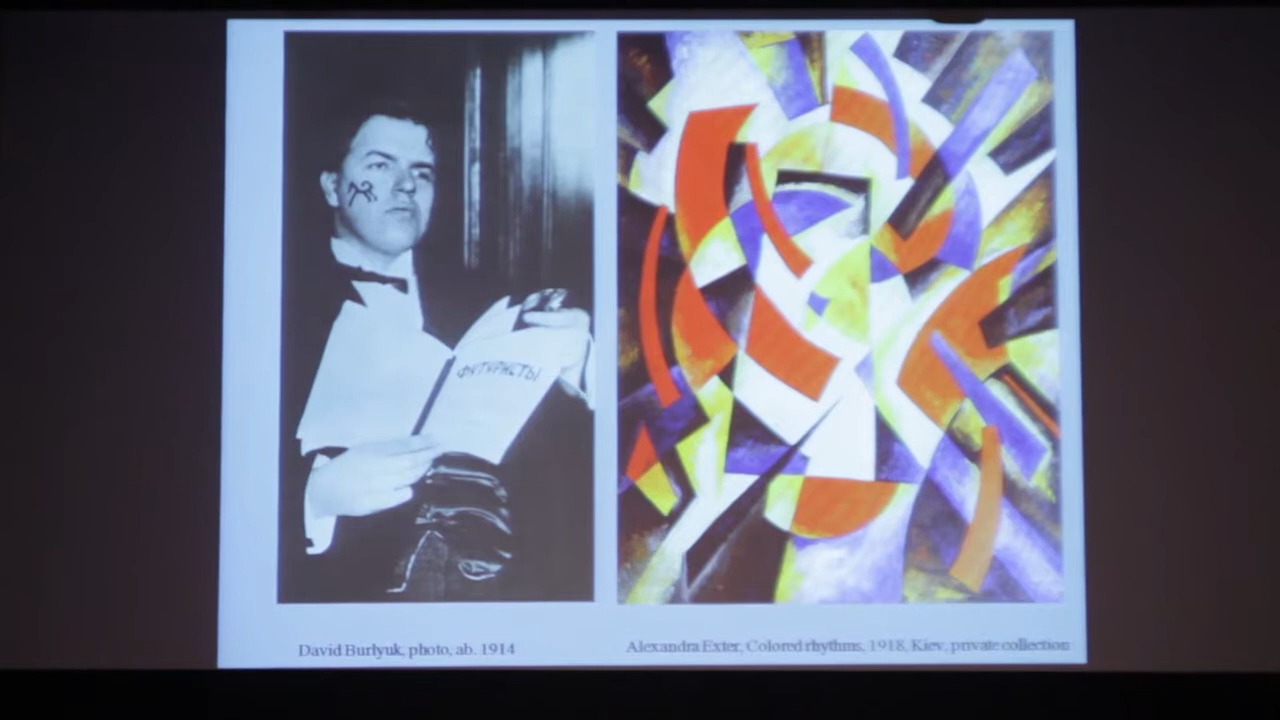 ФУТУРИСТЫ
David Burlyuk, photo, ab. 1914
Alexandra Exter, Colored rhythms, 1918, Kiev, private collection